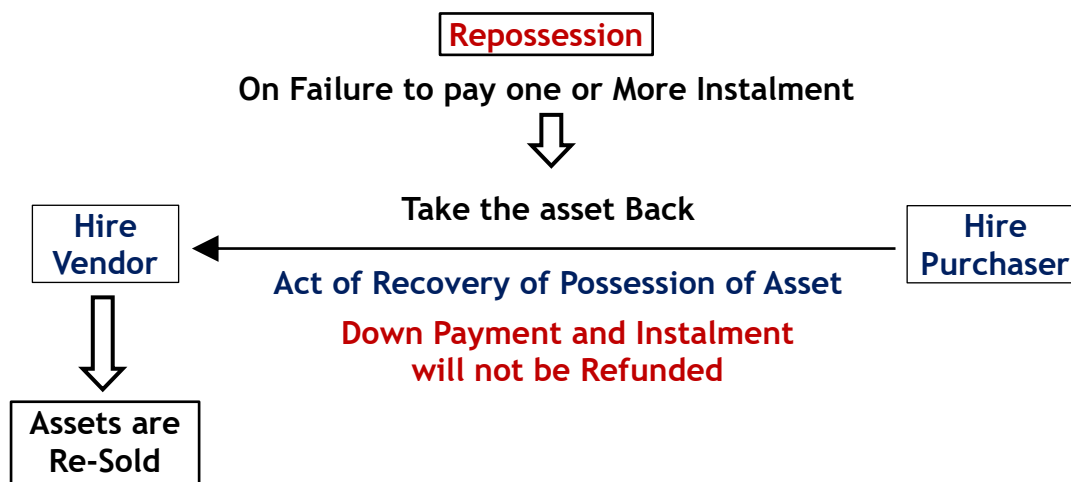 Repossession
On Failure to pay one or More Instalment
Take the asset Back
Hire
Vendor
Hire
Purchaser
Act of Recovery of Possession of Asset
Down Payment and Instalment
will not be Refunded
Assets are
Re-Sold